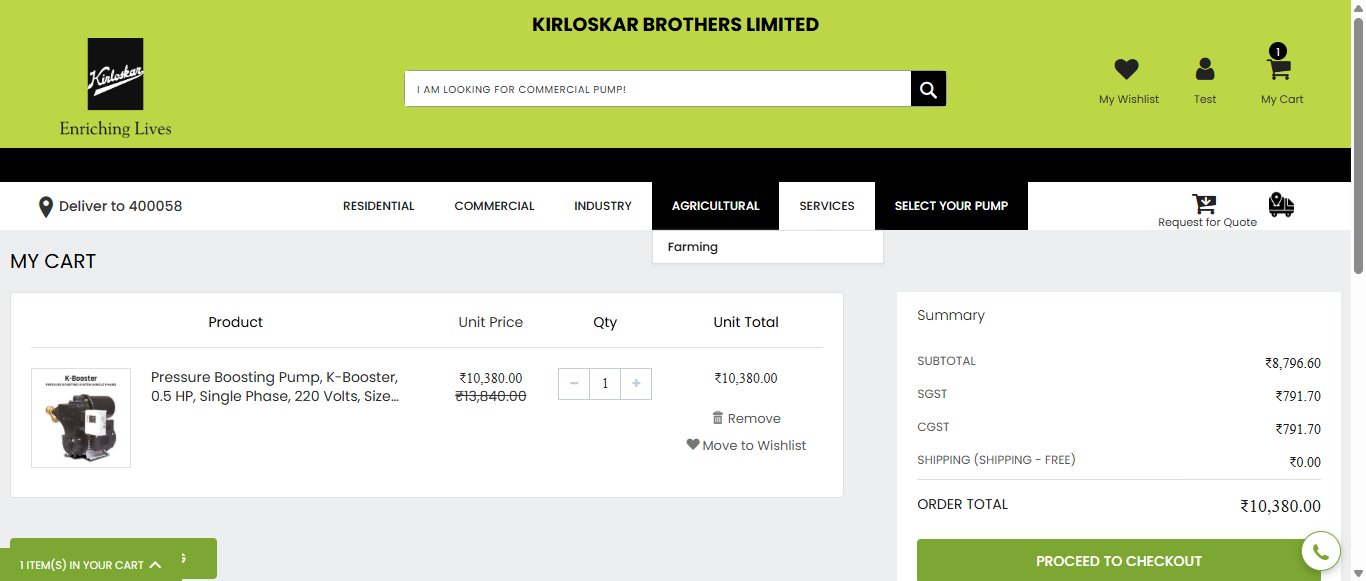 KIRLOSKAR BROTHERS LIMITED
Kirloskar
Enriching Lives
I AM LOOKING FOR COMMERCIAL PUMP!
My Wishlist
Test
1
My Cart
Deliver to 400058
RESIDENTIAL
COMMERCIAL
INDUSTRY
AGRICULTURAL
SERVICES
SELECT YOUR PUMP
Request for Quote
Farming
MY CART
Product Unit Price Qty Unit Total
K-Booster
PRESSURE BOOSTING SYSTEM SINGLE PHASE
Pressure Boosting Pump, K-Booster,
0.5 HP, Single Phase, 220 Volts, Size...
₹10,380.00
₹13,840.00
− 1 +
₹10,380.00
Remove
Move to Wishlist
Summary
SUBTOTAL ₹8,796.60
SGST ₹791.70
CGST ₹791.70
SHIPPING (SHIPPING - FREE) ₹0.00
ORDER TOTAL ₹10,380.00
PROCEED TO CHECKOUT
1 ITEM(S) IN YOUR CART